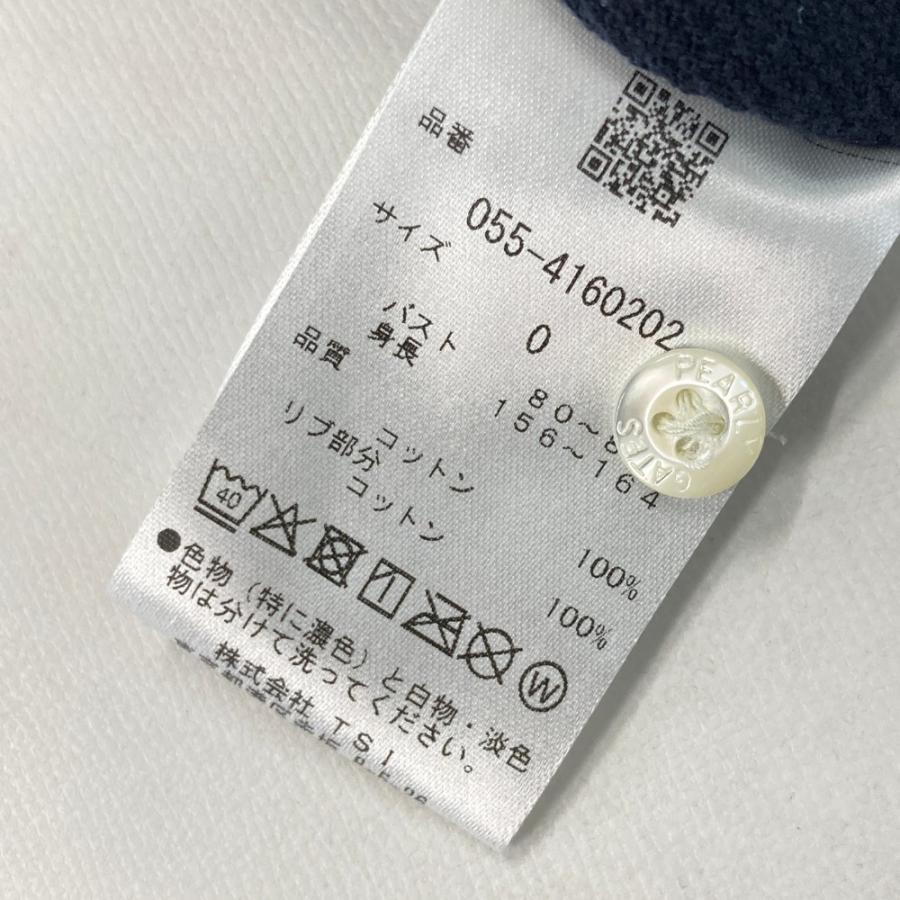 品番
055-4160202
サイズ
0
バスト 80～8
身長 156～164
品質
コットン 100%
リブ部分
コットン 100%
40
W
●色物（特に濃色）と白物・淡色
物は分けて洗ってください。
株式会社 TSI
PEARLY GATES